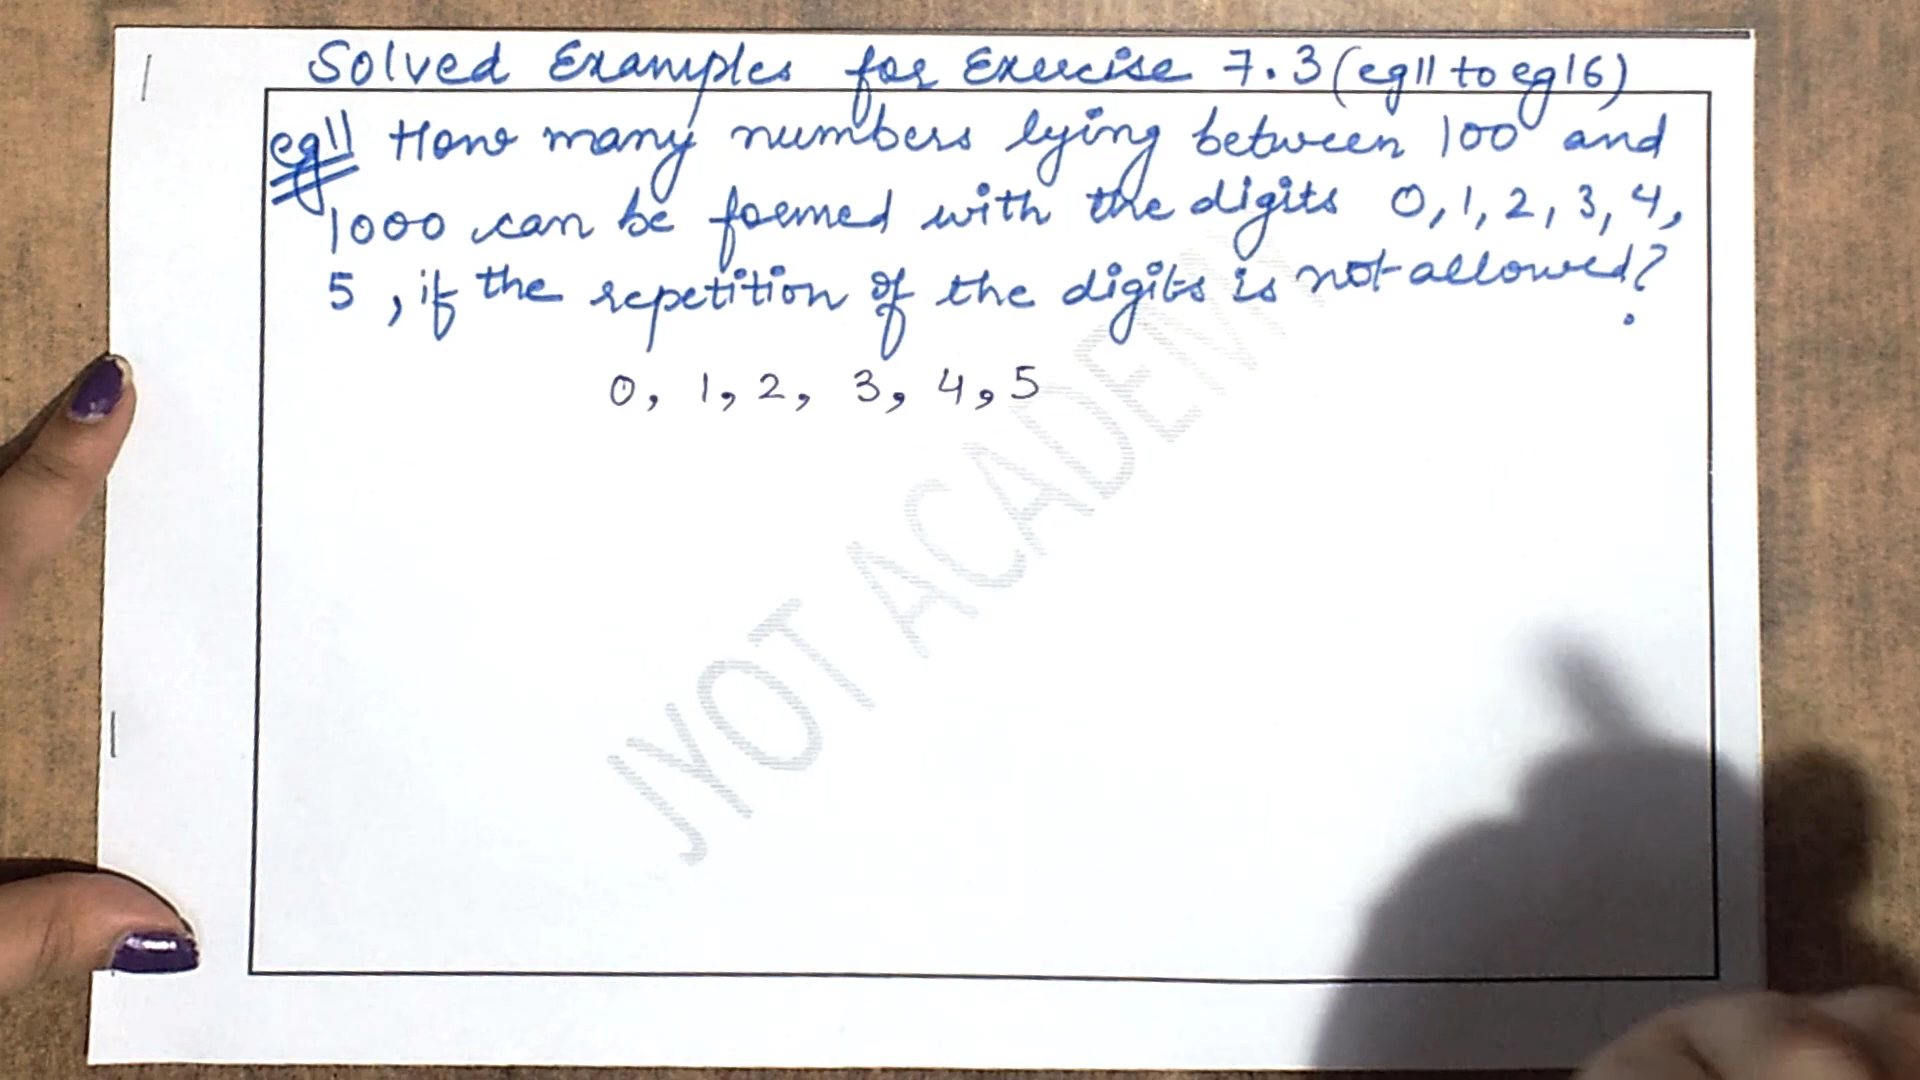 Solved Examples for Exercise 7.3 (eg11 to eg16)
eg11 How many numbers lying between 100 and
1000 can be formed with the digits 0, 1, 2, 3, 4,
5, if the repetition of the digits is not allowed?
0, 1, 2, 3, 4, 5
JYOT ACADEMY